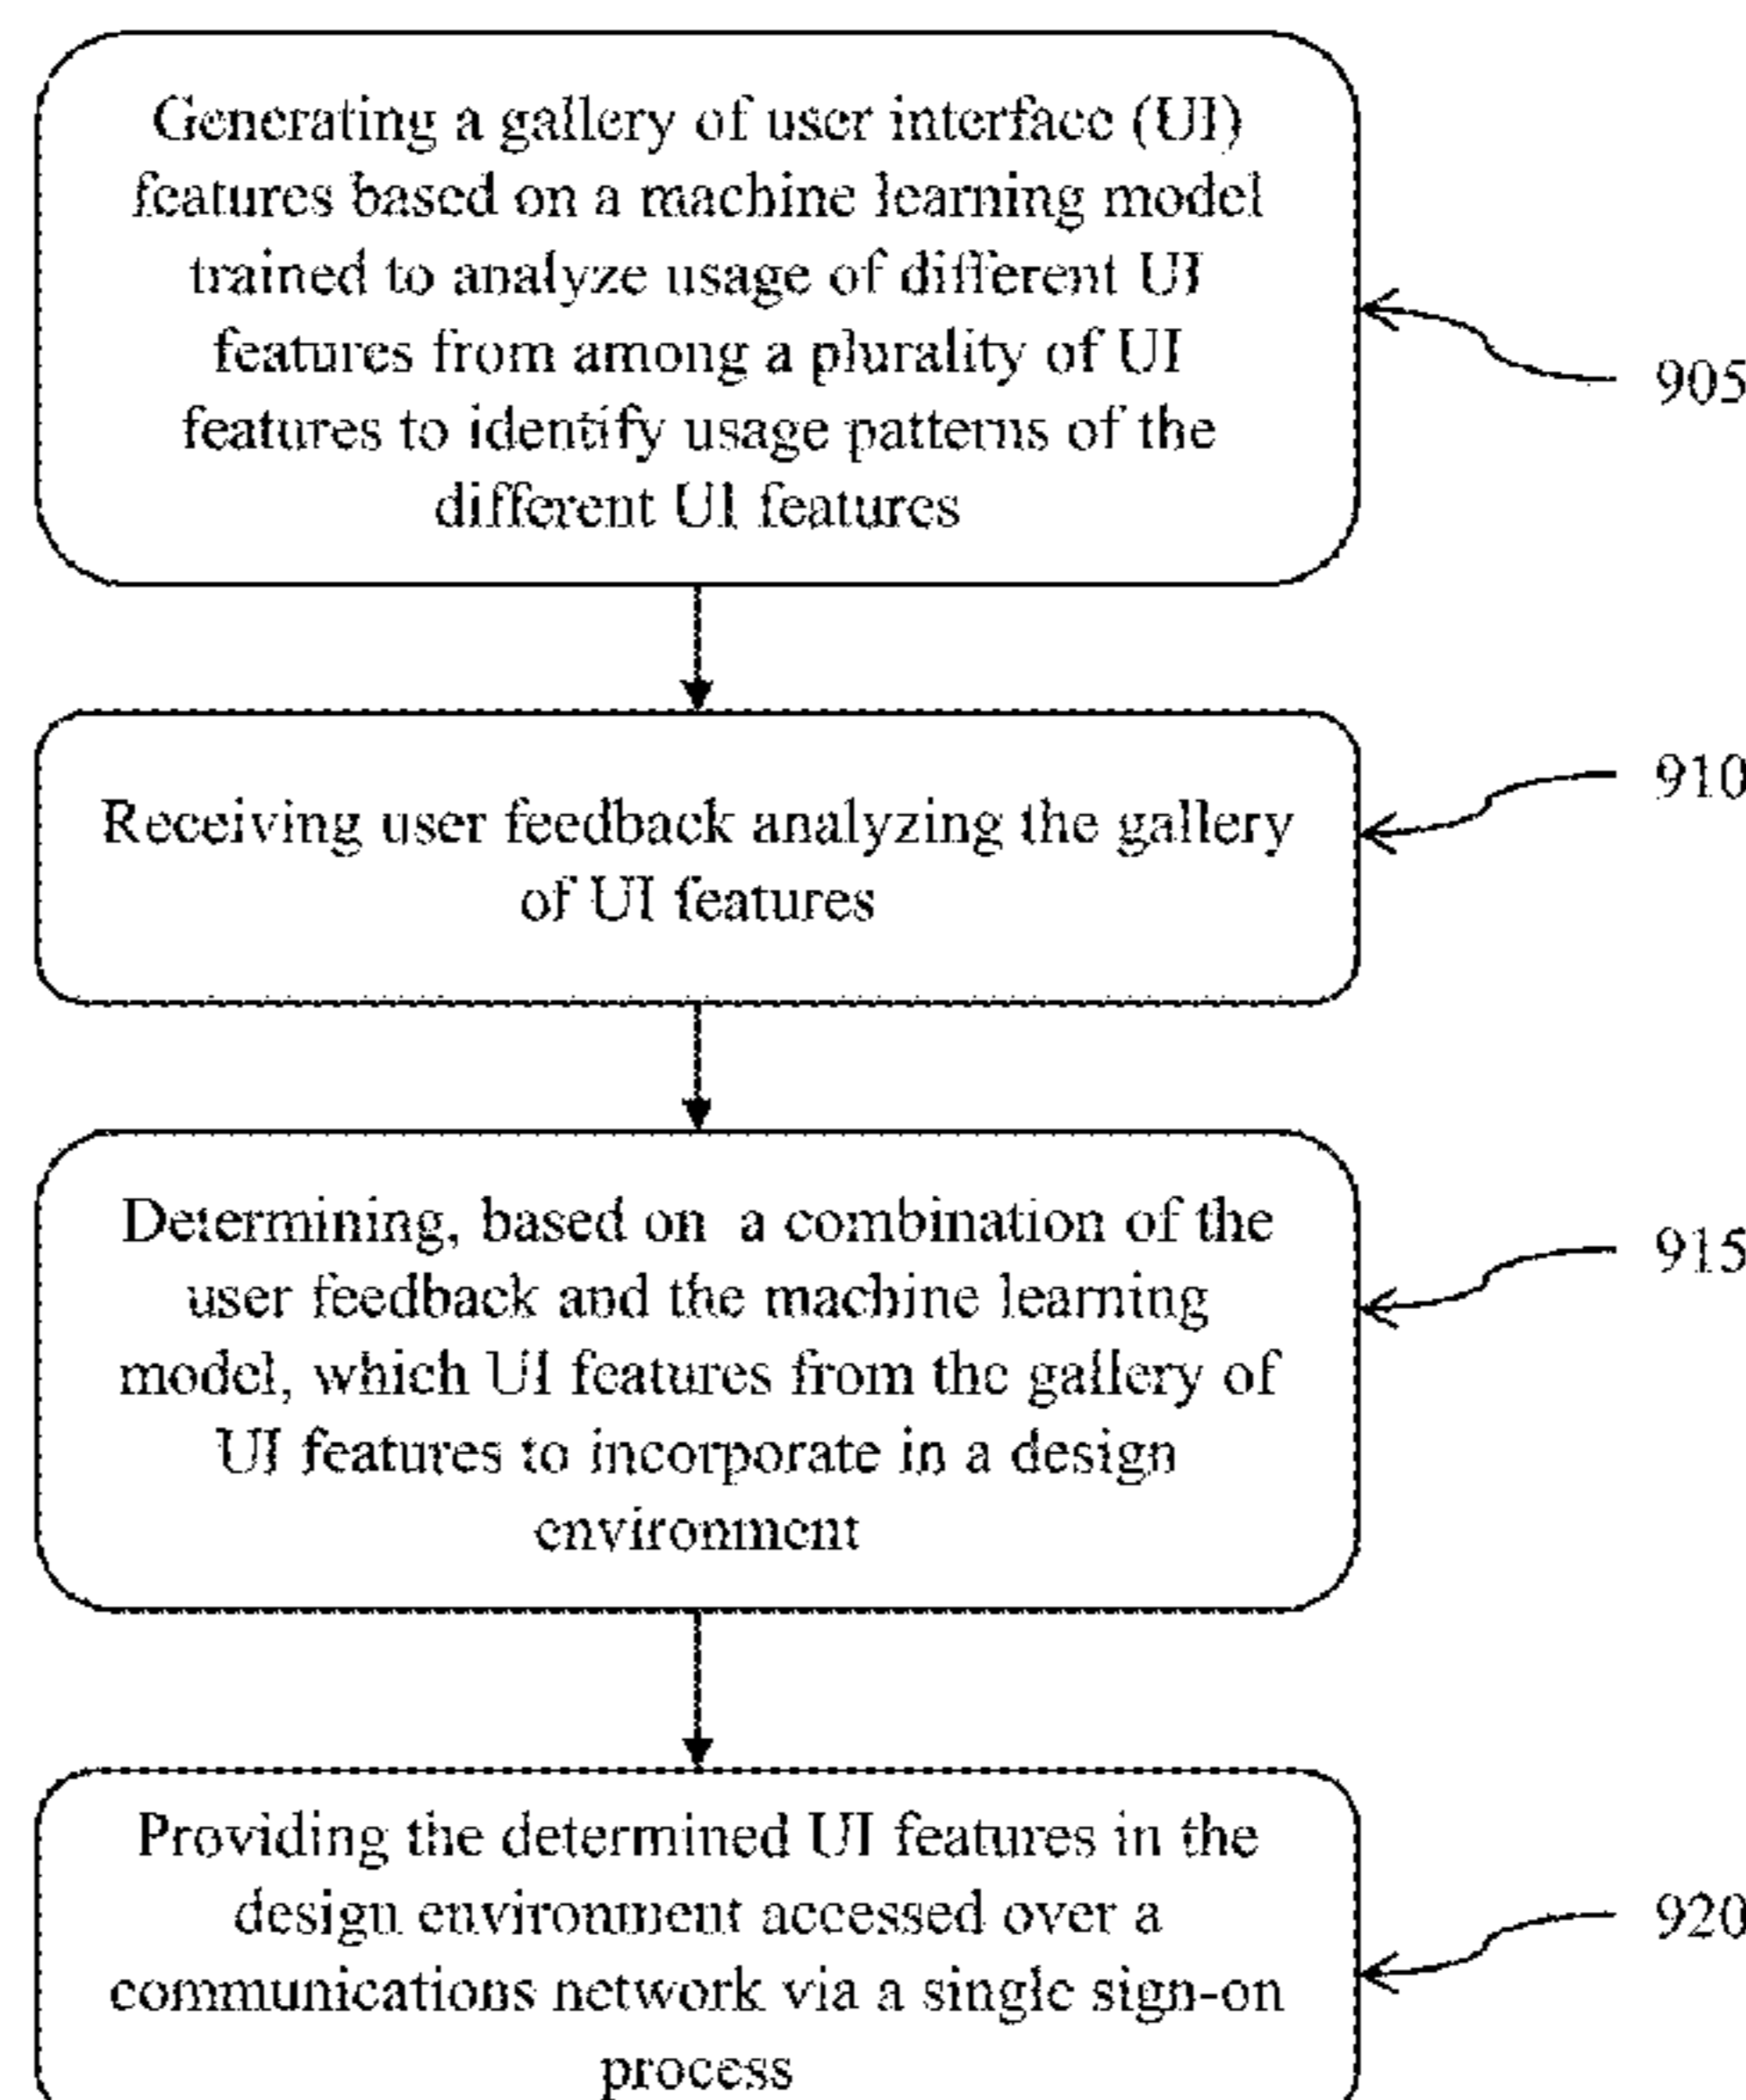 Generating a gallery of user interface (UI)
features based on a machine learning model
trained to analyze usage of different UI
features from among a plurality of UI
features to identify usage patterns of the
different UI features
905
Receiving user feedback analyzing the gallery
of UI features
910
Determining, based on a combination of the
user feedback and the machine learning
model, which UI features from the gallery of
UI features to incorporate in a design
environment
915
Providing the determined UI features in the
design environment accessed over a
communications network via a single sign-on
process
920